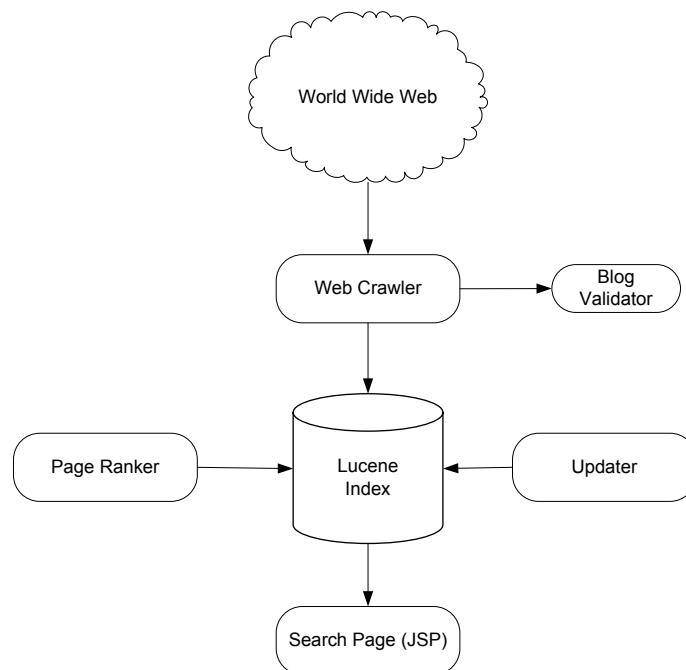 World Wide Web
Web Crawler
Blog
Validator
Page Ranker
Lucene
Index
Updater
Search Page (JSP)